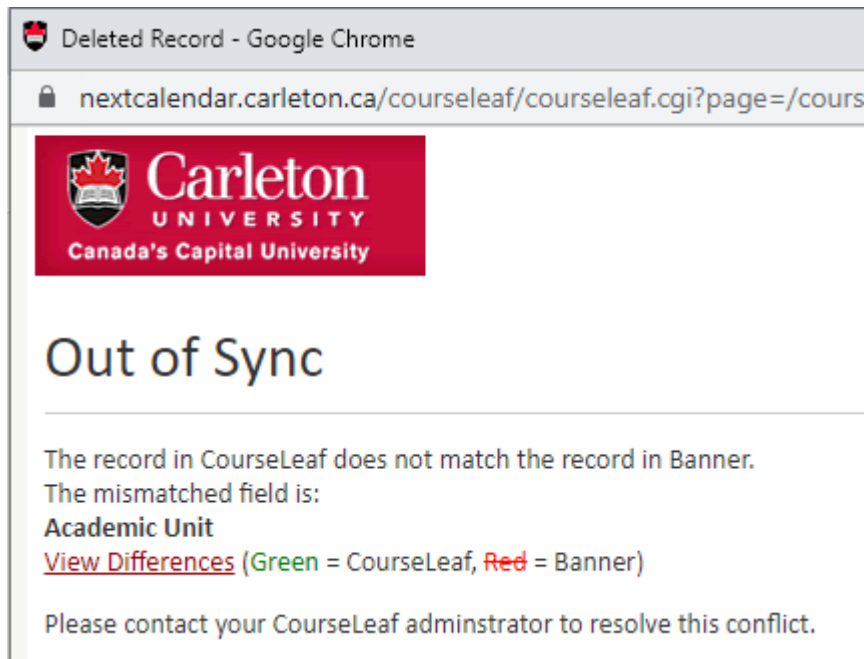 Deleted Record - Google Chrome
nextcalendar.carleton.ca/courseleaf/courseleaf.cgi?page=/cours
Carleton
UNIVERSITY
Canada's Capital University
Out of Sync
The record in CourseLeaf does not match the record in Banner.
The mismatched field is:
Academic Unit
View Differences (Green = CourseLeaf, Red = Banner)
Please contact your CourseLeaf adminstrator to resolve this conflict.